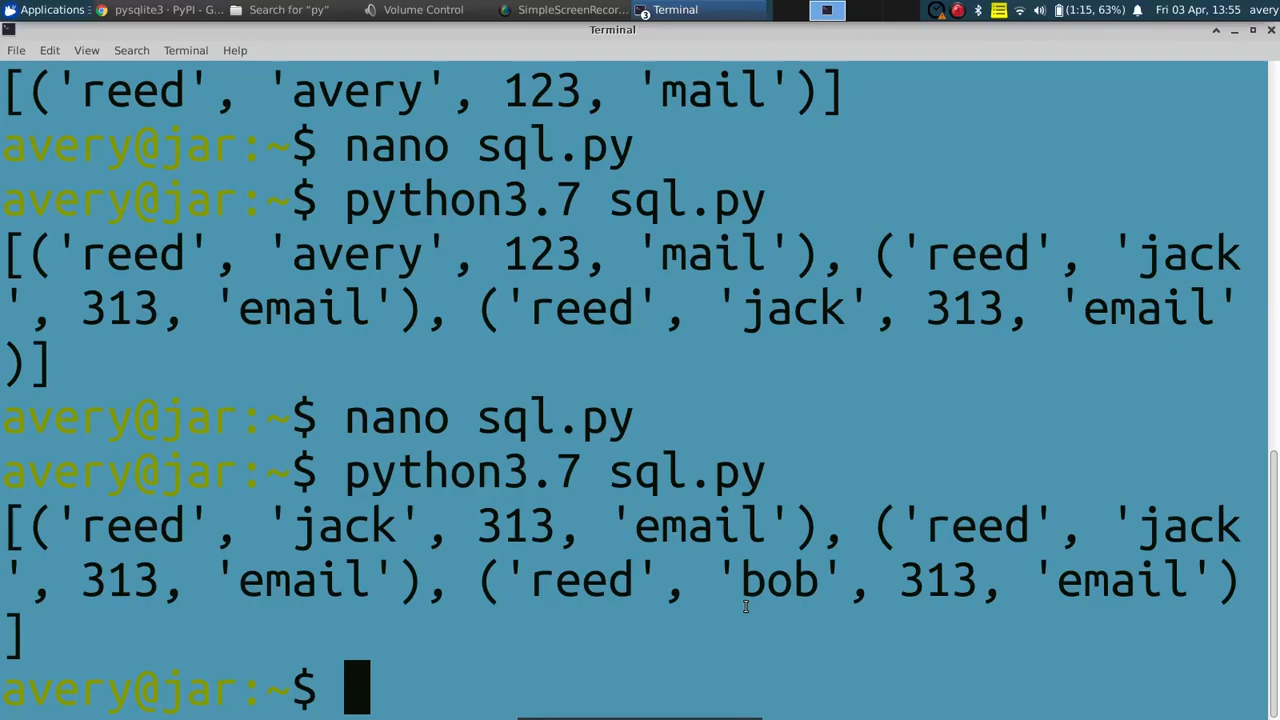 Applications
pysqlite3 · PyPI - G...
Search for “py”
Volume Control
SimpleScreenRecor...
3
Terminal
(1:15, 63%)
Fri 03 Apr, 13:55
avery
Terminal
File Edit View Search Terminal Help
[('reed', 'avery', 123, 'mail')]
avery@jar:~$ nano sql.py
avery@jar:~$ python3.7 sql.py
[('reed', 'avery', 123, 'mail'), ('reed', 'jack
', 313, 'email'), ('reed', 'jack', 313, 'email'
)]
avery@jar:~$ nano sql.py
avery@jar:~$ python3.7 sql.py
[('reed', 'jack', 313, 'email'), ('reed', 'jack
', 313, 'email'), ('reed', 'bob', 313, 'email')
]
avery@jar:~$